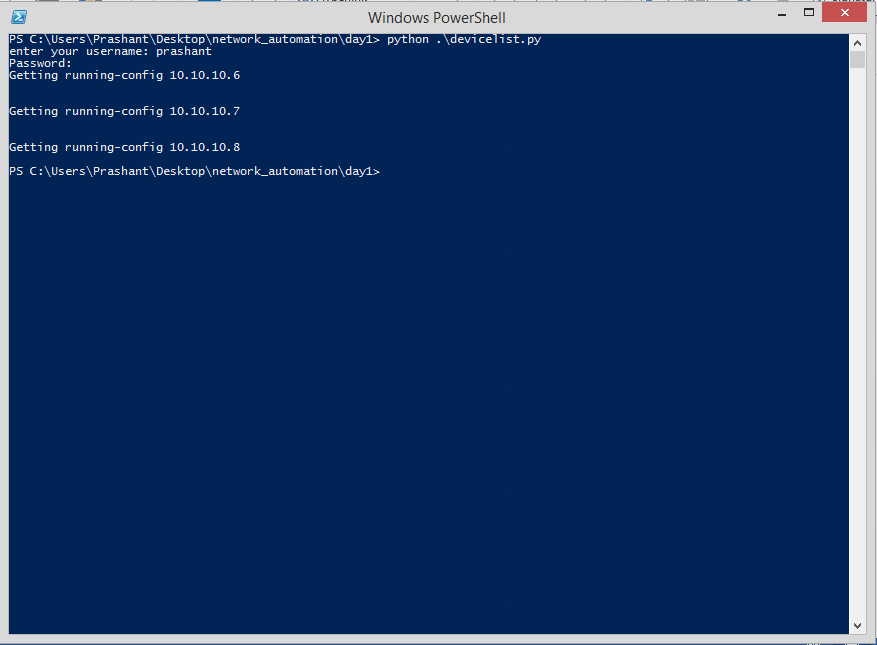 Windows PowerShell
PS C:\Users\Prashant\Desktop\network_automation\day1> python .\devicelist.py
enter your username: prashant
Password:
Getting running-config 10.10.10.6
Getting running-config 10.10.10.7
Getting running-config 10.10.10.8
PS C:\Users\Prashant\Desktop\network_automation\day1>